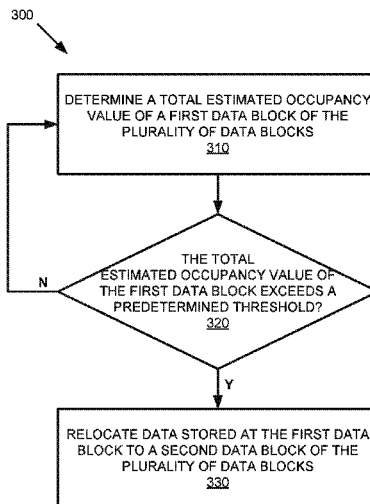 300
DETERMINE A TOTAL ESTIMATED OCCUPANCY
VALUE OF A FIRST DATA BLOCK OF THE
PLURALITY OF DATA BLOCKS
310
THE TOTAL
ESTIMATED OCCUPANCY VALUE OF
THE FIRST DATA BLOCK EXCEEDS A
PREDETERMINED THRESHOLD?
320
N
Y
RELOCATE DATA STORED AT THE FIRST DATA
BLOCK TO A SECOND DATA BLOCK OF THE
PLURALITY OF DATA BLOCKS
330